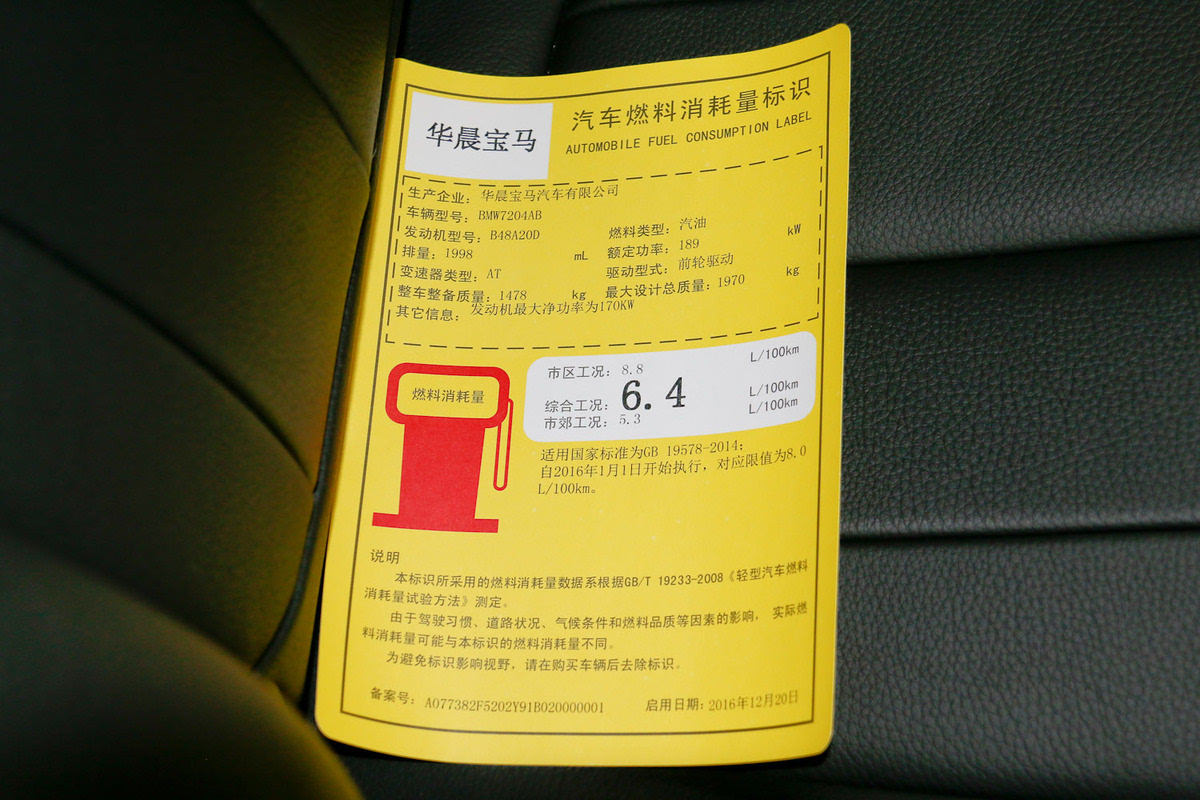 华晨宝马
汽车燃料消耗量标识
AUTOMOBILE FUEL CONSUMPTION LABEL
生产企业：华晨宝马汽车有限公司
车辆型号：BMW7204AB
发动机型号：B48A20D 燃料类型：汽油
排量：1998 mL 额定功率：189 kW
变速器类型：AT 驱动型式：前轮驱动
整车整备质量：1478 kg 最大设计总质量：1970 kg
其它信息：发动机最大净功率为170KW
燃料消耗量
市区工况：8.8 L/100km
综合工况：6.4 L/100km
市郊工况：5.3 L/100km
适用国家标准为GB 19578-2014；
自2016年1月1日开始执行，对应限值为8.0
L/100km。
说明
本标识所采用的燃料消耗量数据系根据GB/T 19233-2008《轻型汽车燃料
消耗量试验方法》测定。
由于驾驶习惯、道路状况、气候条件和燃料品质等因素的影响，实际燃
料消耗量可能与本标识的燃料消耗量不同。
为避免标识影响视野，请在购买车辆后去除标识。
备案号：A077382F5202Y91B020000001 启用日期：2016年12月20日